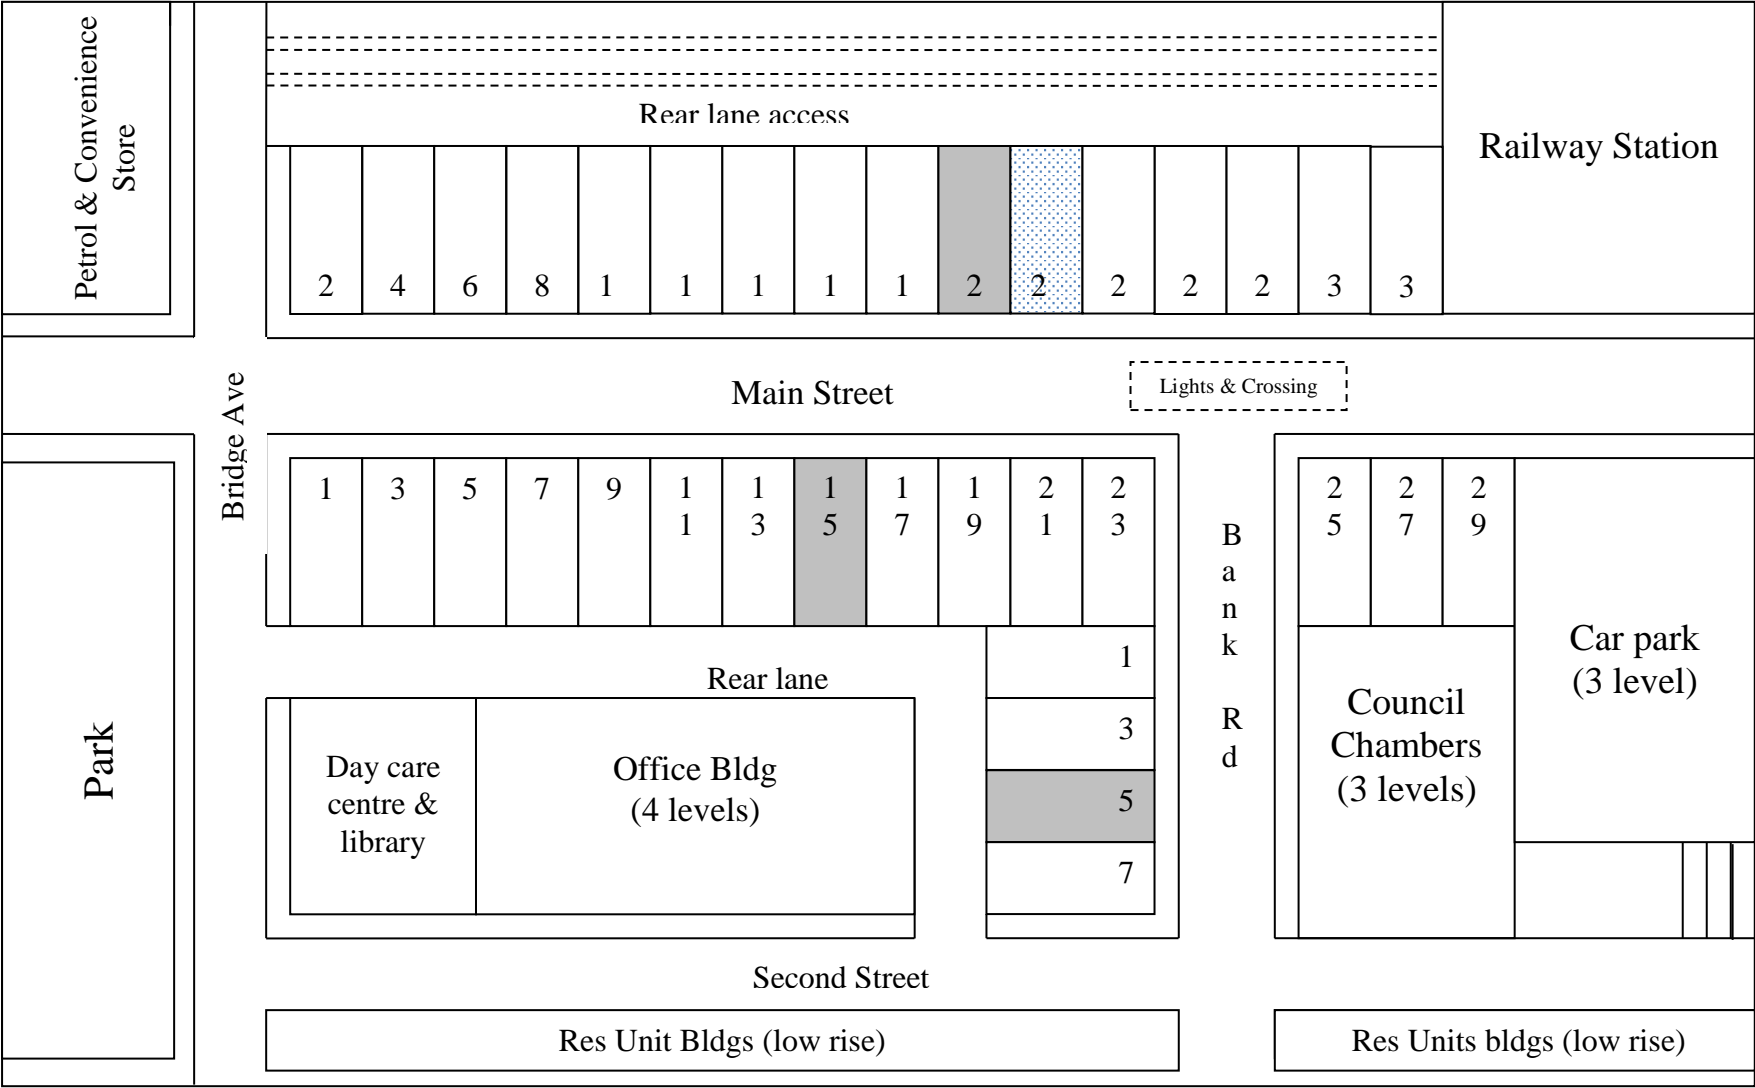 Petrol & Convenience
Store
Rear lane access
Railway Station
2 4 6 8 1 1 1 1 1 2 2 2 2 2 3 3
Main Street
Lights & Crossing
Bridge Ave
1 3 5 7 9 1 1 1 1 1 2 2
1 3 5 7 9 1 3
2 2 2
5 7 9
B
a
n
k
R
d
Car park
(3 level)
1
Rear lane
3
5
7
Park
Day care
centre &
library
Office Bldg
(4 levels)
Council
Chambers
(3 levels)
Second Street
Res Unit Bldgs (low rise)
Res Units bldgs (low rise)